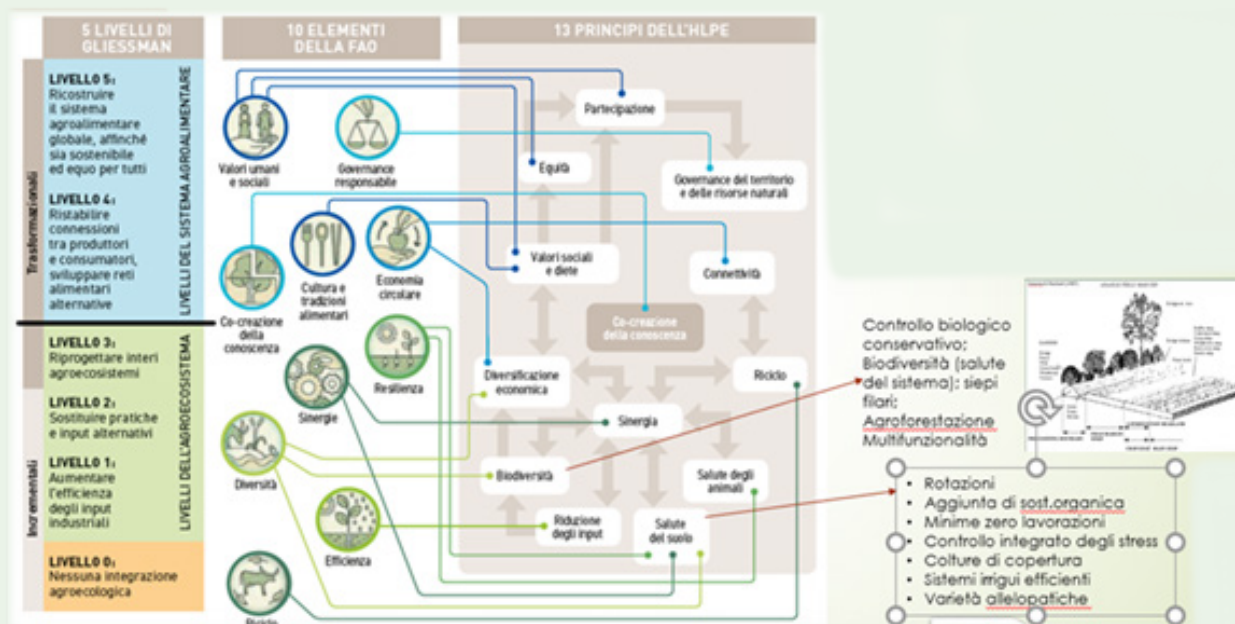 5 LIVELLI DI
GLIESSMAN
10 ELEMENTI
DELLA FAO
13 PRINCIPI DELL'HLPE
Trasformazionali
LIVELLO 5:
Ricostruire
il sistema
agroalimentare
globale, affinché
sia sostenibile
ed equo per tutti
LIVELLO 4:
Ristabilire
connessioni
tra produttori
e consumatori,
sviluppare reti
alimentari
alternative
LIVELLI DEL SISTEMA AGROALIMENTARE
Incrementali
LIVELLO 3:
Riprogettare interi
agroecosistemi
LIVELLO 2:
Sostituire pratiche
e input alternativi
LIVELLO 1:
Aumentare
l'efficienza
degli input
industriali
LIVELLI DELL'AGROECOSISTEMA
LIVELLO 0:
Nessuna integrazione
agroecologica
Valori umani
e sociali
Governance
responsabile
Co-creazione
della
conoscenza
Cultura e
tradizioni
alimentari
Economia
circolare
Resilienza
Sinergie
Diversità
Efficienza
Riciclo
Partecipazione
Equità
Governance del territorio
e delle risorse naturali
Valori sociali
e diete
Connettività
Co-creazione
della conoscenza
Diversificazione
economica
Riciclo
Sinergia
Biodiversità
Salute degli
animali
Riduzione
degli input
Salute
del suolo
Controllo biologico
conservativo;
Biodiversità (salute
del sistema); siepi
filari;
Agroforestazione
Multifunzionalità
• Rotazioni
• Aggiunta di sost.organica
• Minime zero lavorazioni
• Controllo integrato degli stress
• Colture di copertura
• Sistemi irrigui efficienti
• Varietà allelopatiche